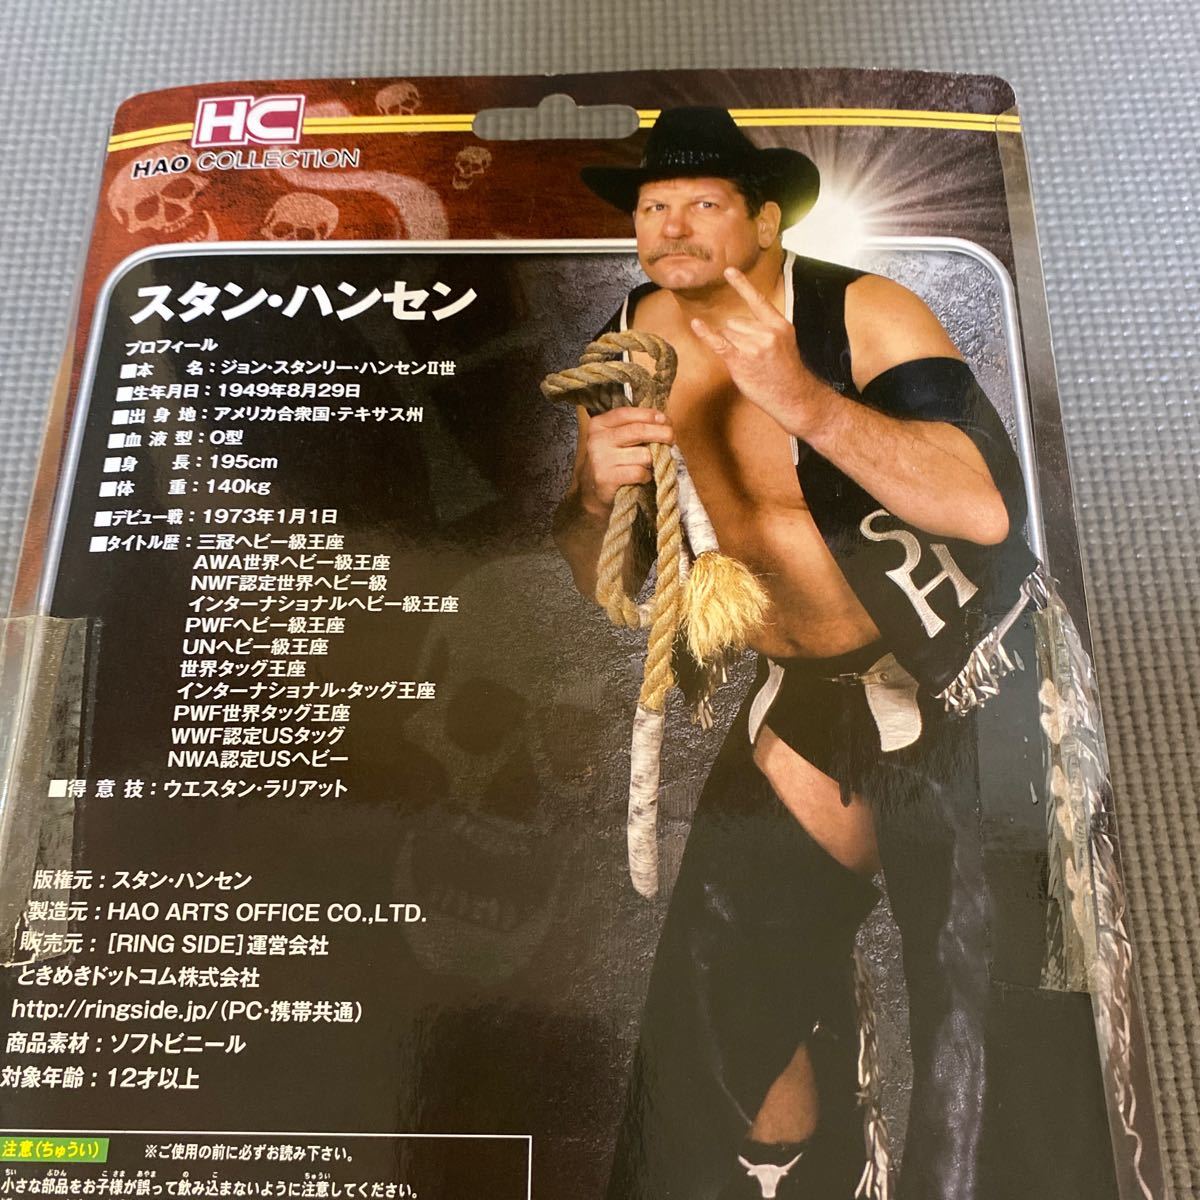 HC
HAO COLLECTION
スタン・ハンセン
プロフィール
■本　名：ジョン・スタンリー・ハンセンⅡ世
■生年月日：1949年8月29日
■出身地：アメリカ合衆国・テキサス州
■血液型：O型
■身　長：195cm
■体　重：140kg
■デビュー戦：1973年1月1日
■タイトル歴：三冠ヘビー級王座
AWA世界ヘビー級王座
NWF認定世界ヘビー級
インターナショナルヘビー級王座
PWFヘビー級王座
UNヘビー級王座
世界タッグ王座
インターナショナル・タッグ王座
PWF世界タッグ王座
WWF認定USタッグ
NWA認定USヘビー
■得意技：ウエスタン・ラリアット
SH
版権元：スタン・ハンセン
製造元：HAO ARTS OFFICE CO.,LTD.
販売元：[RING SIDE]運営会社
ときめきドットコム株式会社
http://ringside.jp/（PC・携帯共通）
商品素材：ソフトビニール
対象年齢：12才以上
注意（ちゅうい）　※ご使用の前に必ずお読み下さい。
小さな部品をお子様が誤って飲み込まないように注意してください。